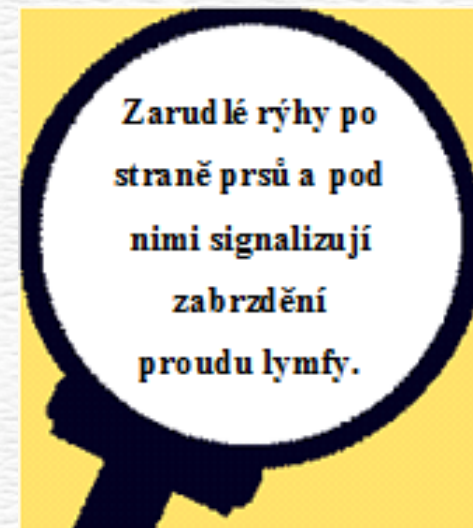 Zarudlé rýhy po
straně prsů a pod
nimi signalizují
zabrzdění
proudu lymfy.